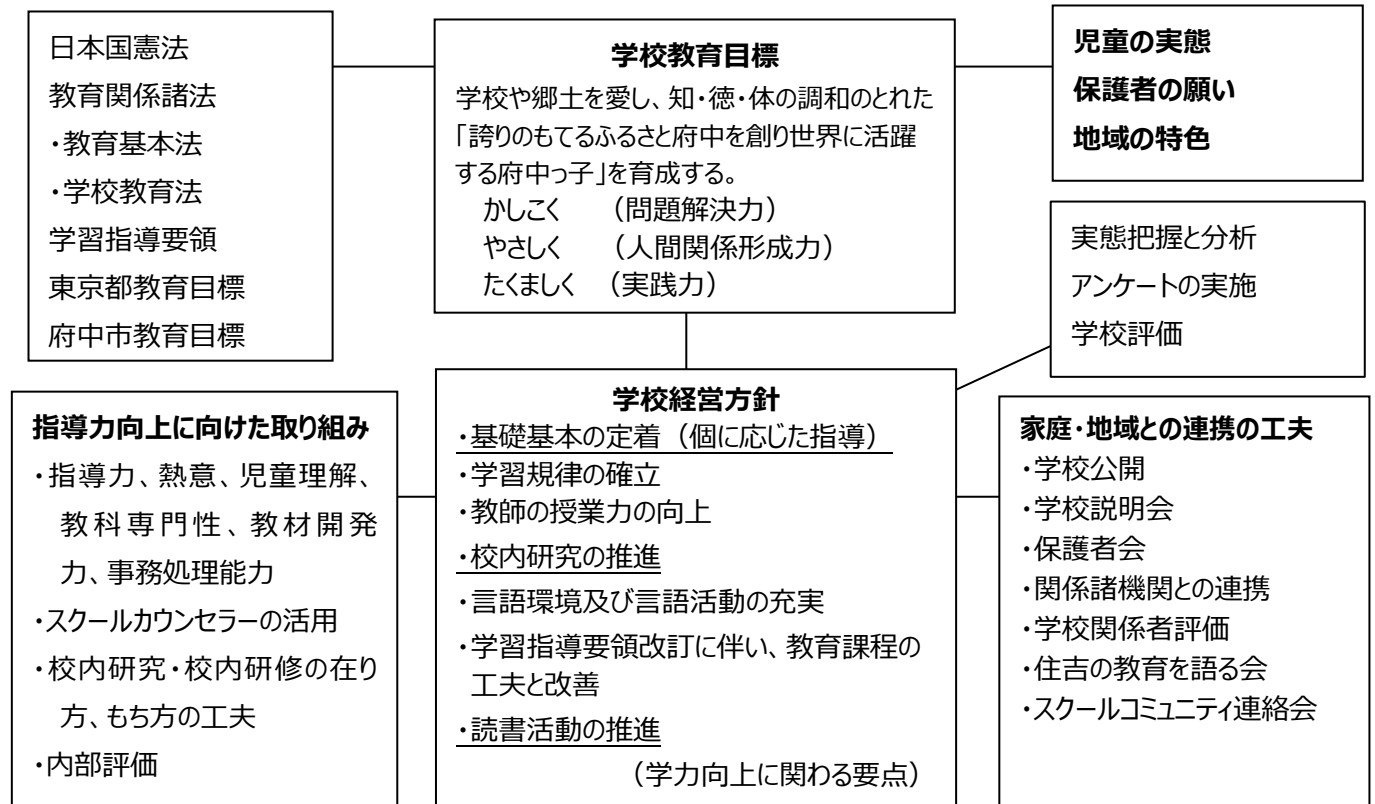 日本国憲法
教育関係諸法
・教育基本法
・学校教育法
学習指導要領
東京都教育目標
府中市教育目標
学校教育目標
学校や郷土を愛し、知・徳・体の調和のとれた
「誇りのもてるふるさと府中を創り世界に活躍
する府中っ子」を育成する。
かしこく （問題解決力）
やさしく （人間関係形成力）
たくましく （実践力）
児童の実態
保護者の願い
地域の特色
実態把握と分析
アンケートの実施
学校評価
指導力向上に向けた取り組み
・指導力、熱意、児童理解、
教科専門性、教材開発
力、事務処理能力
・スクールカウンセラーの活用
・校内研究・校内研修の在り
方、もち方の工夫
・内部評価
学校経営方針
・基礎基本の定着（個に応じた指導）
・学習規律の確立
・教師の授業力の向上
・校内研究の推進
・言語環境及び言語活動の充実
・学習指導要領改訂に伴い、教育課程の
工夫と改善
・読書活動の推進
（学力向上に関わる要点）
家庭・地域との連携の工夫
・学校公開
・学校説明会
・保護者会
・関係諸機関との連携
・学校関係者評価
・住吉の教育を語る会
・スクールコミュニティ連絡会